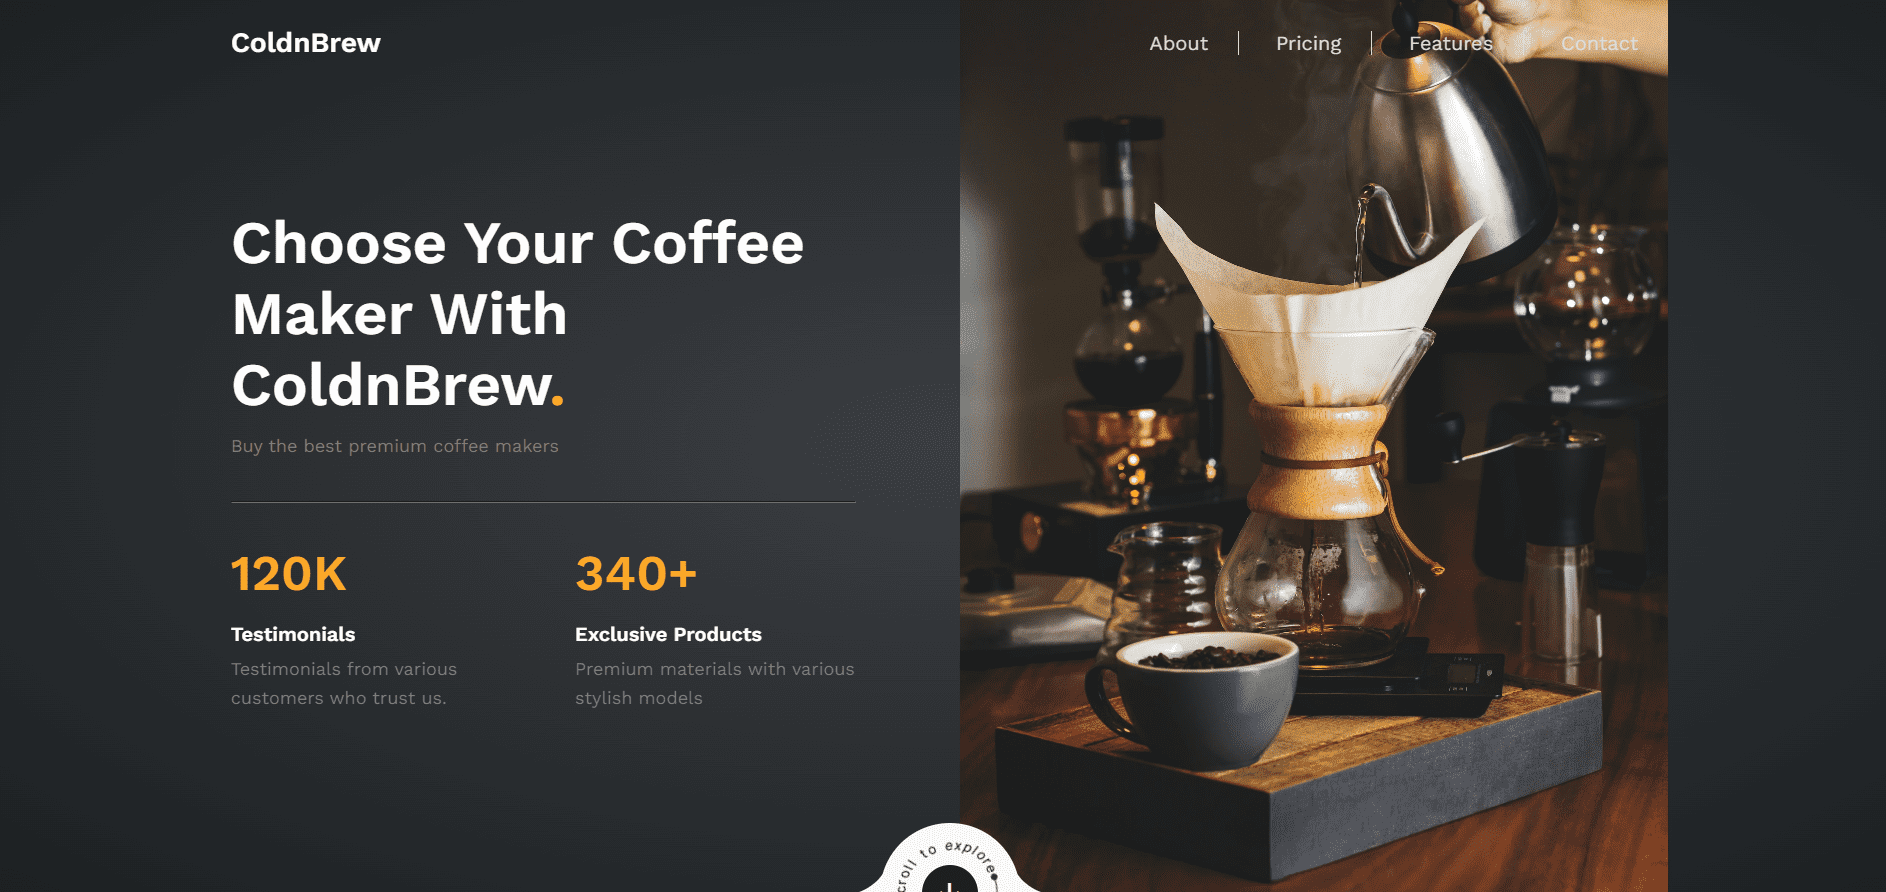 ColdnBrew
About
Pricing
Features
Contact
Choose Your Coffee
Maker With
ColdnBrew.
Buy the best premium coffee makers
120K
Testimonials
Testimonials from various
customers who trust us.
340+
Exclusive Products
Premium materials with various
stylish models
to explore